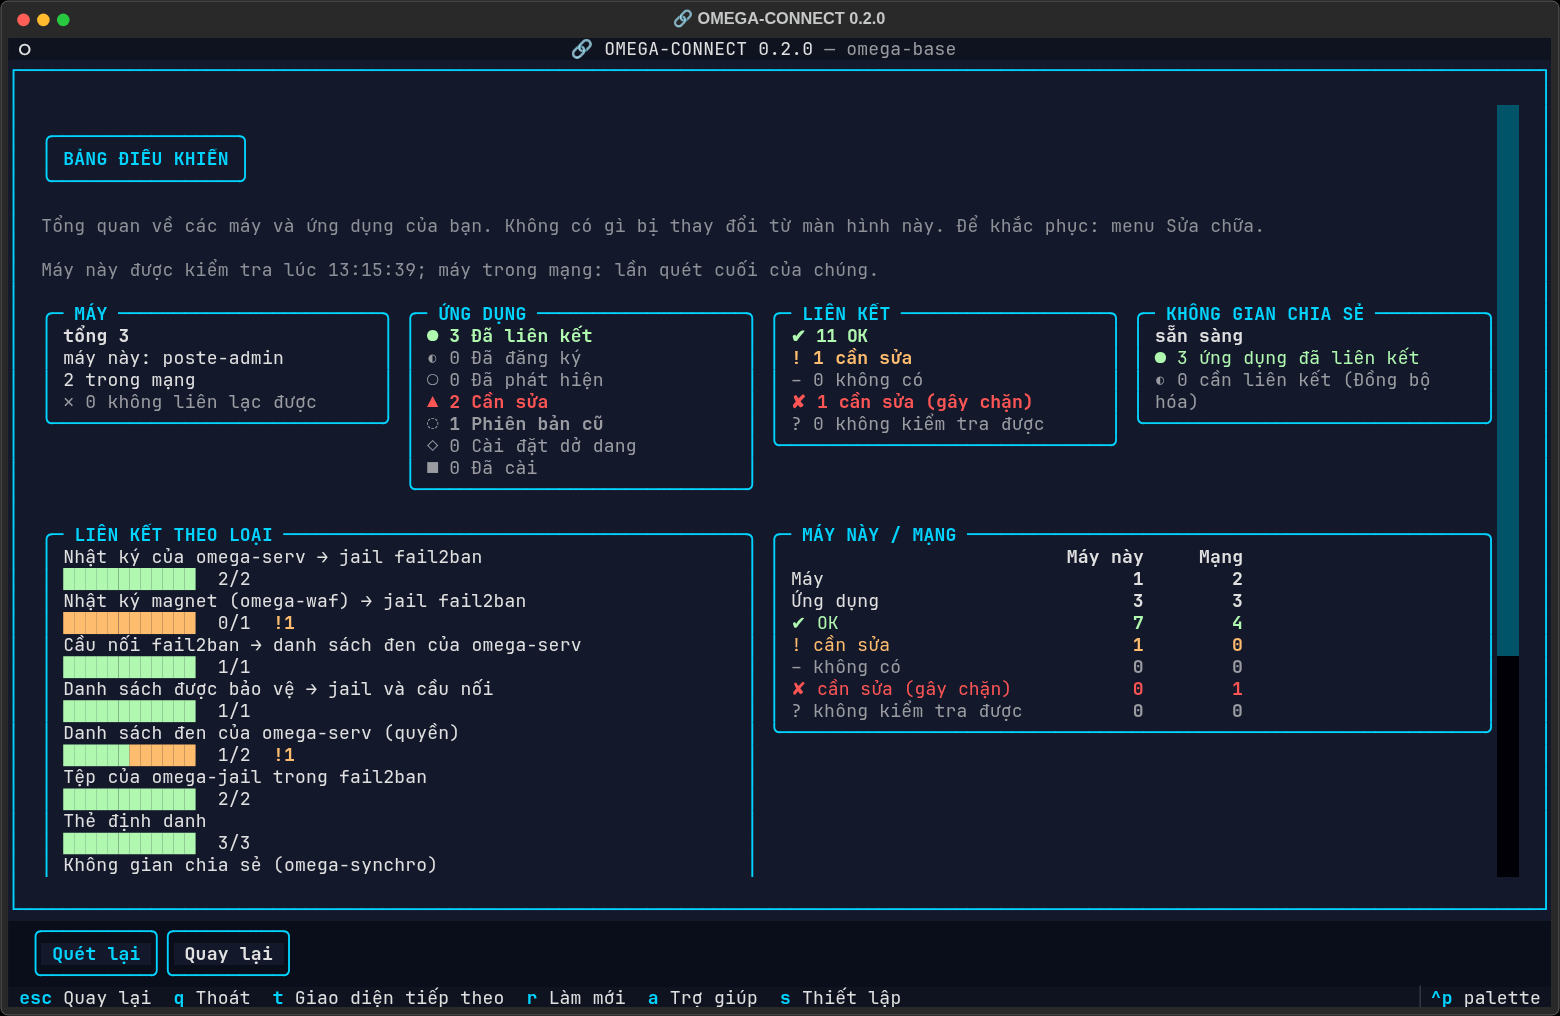 🔗 OMEGA-CONNECT 0.2.0
🔗 OMEGA-CONNECT 0.2.0 — omega-base
BẢNG ĐIỀU KHIỂN
Tổng quan về các máy và ứng dụng của bạn. Không có gì bị thay đổi từ màn hình này. Để khắc phục: menu Sửa chữa.
Máy này được kiểm tra lúc 13:15:39; máy trong mạng: lần quét cuối của chúng.
MÁY
tổng 3
máy này: poste-admin
2 trong mạng
× 0 không liên lạc được
ỨNG DỤNG
● 3 Đã liên kết
◐ 0 Đã đăng ký
○ 0 Đã phát hiện
▲ 2 Cần sửa
◌ 1 Phiên bản cũ
◇ 0 Cài đặt dở dang
■ 0 Đã cài
LIÊN KẾT
✔ 11 OK
! 1 cần sửa
– 0 không có
✘ 1 cần sửa (gây chặn)
? 0 không kiểm tra được
KHÔNG GIAN CHIA SẺ
sẵn sàng
● 3 ứng dụng đã liên kết
◐ 0 cần liên kết (Đồng bộ
hóa)
LIÊN KẾT THEO LOẠI
Nhật ký của omega-serv → jail fail2ban
2/2
Nhật ký magnet (omega-waf) → jail fail2ban
0/1 !1
Cầu nối fail2ban → danh sách đen của omega-serv
1/1
Danh sách được bảo vệ → jail và cầu nối
1/1
Danh sách đen của omega-serv (quyền)
1/2 !1
Tệp của omega-jail trong fail2ban
2/2
Thẻ định danh
3/3
Không gian chia sẻ (omega-synchro)
MÁY NÀY / MẠNG
Máy này Mạng
Máy 1 2
Ứng dụng 3 3
✔ OK 7 4
! cần sửa 1 0
– không có 0 0
✘ cần sửa (gây chặn) 0 1
? không kiểm tra được 0 0
Quét lại Quay lại
esc Quay lại q Thoát t Giao diện tiếp theo r Làm mới a Trợ giúp s Thiết lập ^p palette